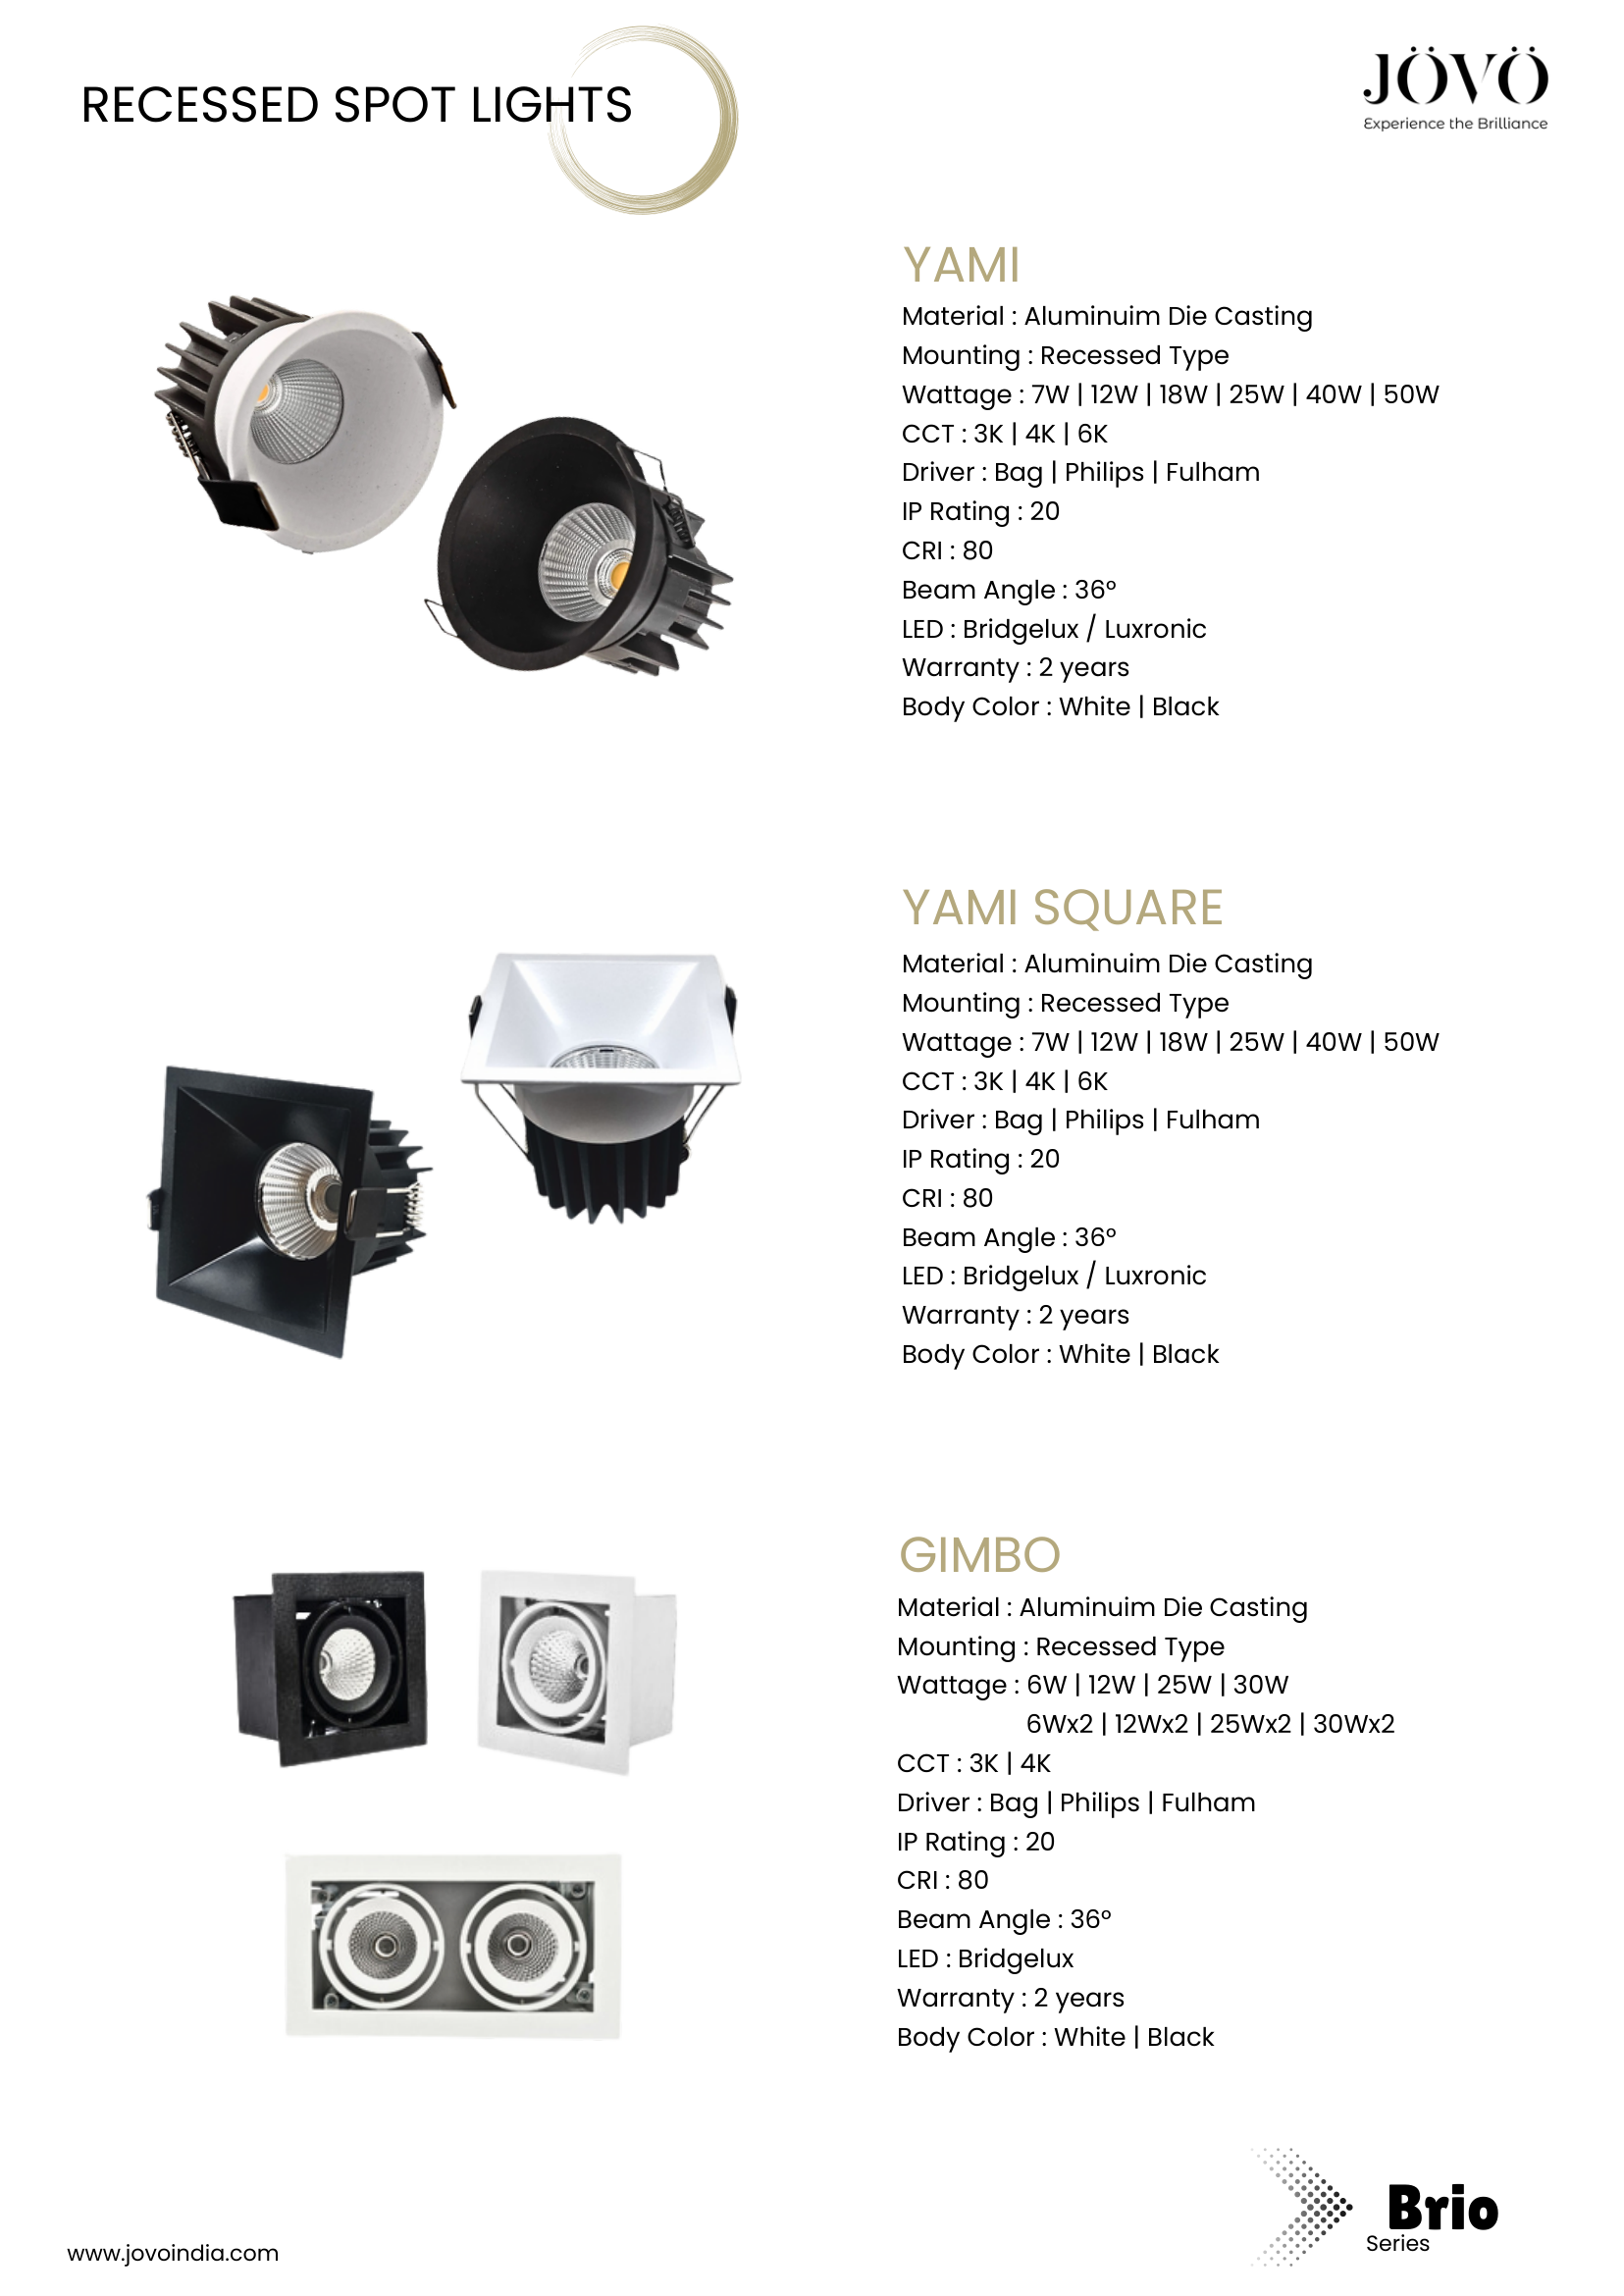 RECESSED SPOT LIGHTS
JÖVÖ
Experience the Brilliance
YAMI
Material : Aluminuim Die Casting
Mounting : Recessed Type
Wattage : 7W | 12W | 18W | 25W | 40W | 50W
CCT : 3K | 4K | 6K
Driver : Bag | Philips | Fulham
IP Rating : 20
CRI : 80
Beam Angle : 36°
LED : Bridgelux / Luxronic
Warranty : 2 years
Body Color : White | Black
YAMI SQUARE
Material : Aluminuim Die Casting
Mounting : Recessed Type
Wattage : 7W | 12W | 18W | 25W | 40W | 50W
CCT : 3K | 4K | 6K
Driver : Bag | Philips | Fulham
IP Rating : 20
CRI : 80
Beam Angle : 36°
LED : Bridgelux / Luxronic
Warranty : 2 years
Body Color : White | Black
GIMBO
Material : Aluminuim Die Casting
Mounting : Recessed Type
Wattage : 6W | 12W | 25W | 30W
6Wx2 | 12Wx2 | 25Wx2 | 30Wx2
CCT : 3K | 4K
Driver : Bag | Philips | Fulham
IP Rating : 20
CRI : 80
Beam Angle : 36°
LED : Bridgelux
Warranty : 2 years
Body Color : White | Black
Brio
Series
www.jovoindia.com